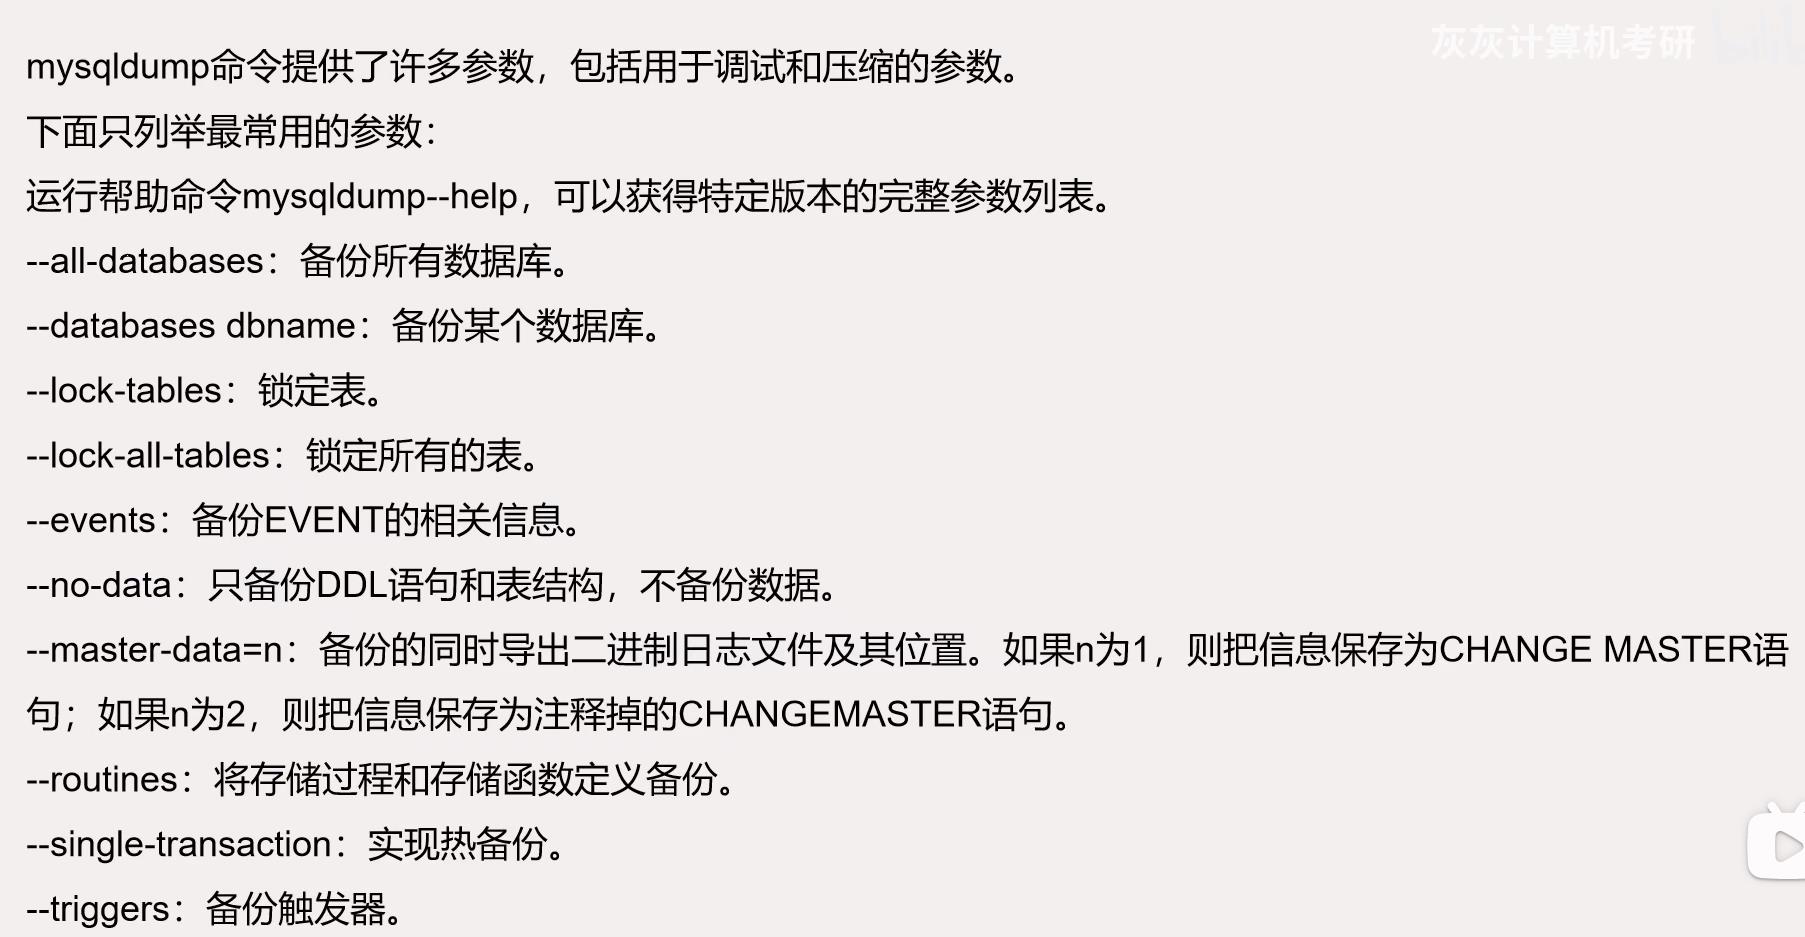 灰灰计算机考研 bilibili
mysqldump命令提供了许多参数，包括用于调试和压缩的参数。
下面只列举最常用的参数：
运行帮助命令mysqldump--help，可以获得特定版本的完整参数列表。
--all-databases：备份所有数据库。
--databases dbname：备份某个数据库。
--lock-tables：锁定表。
--lock-all-tables：锁定所有的表。
--events：备份EVENT的相关信息。
--no-data：只备份DDL语句和表结构，不备份数据。
--master-data=n：备份的同时导出二进制日志文件及其位置。如果n为1，则把信息保存为CHANGE MASTER语
句；如果n为2，则把信息保存为注释掉的CHANGEMASTER语句。
--routines：将存储过程和存储函数定义备份。
--single-transaction：实现热备份。
--triggers：备份触发器。